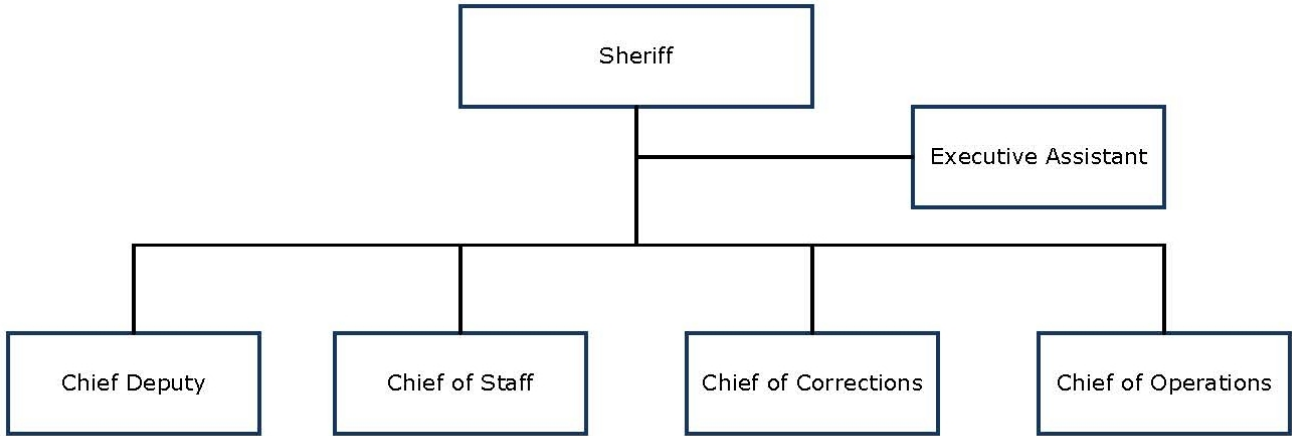 Sheriff
Executive Assistant
Chief Deputy
Chief of Staff
Chief of Corrections
Chief of Operations